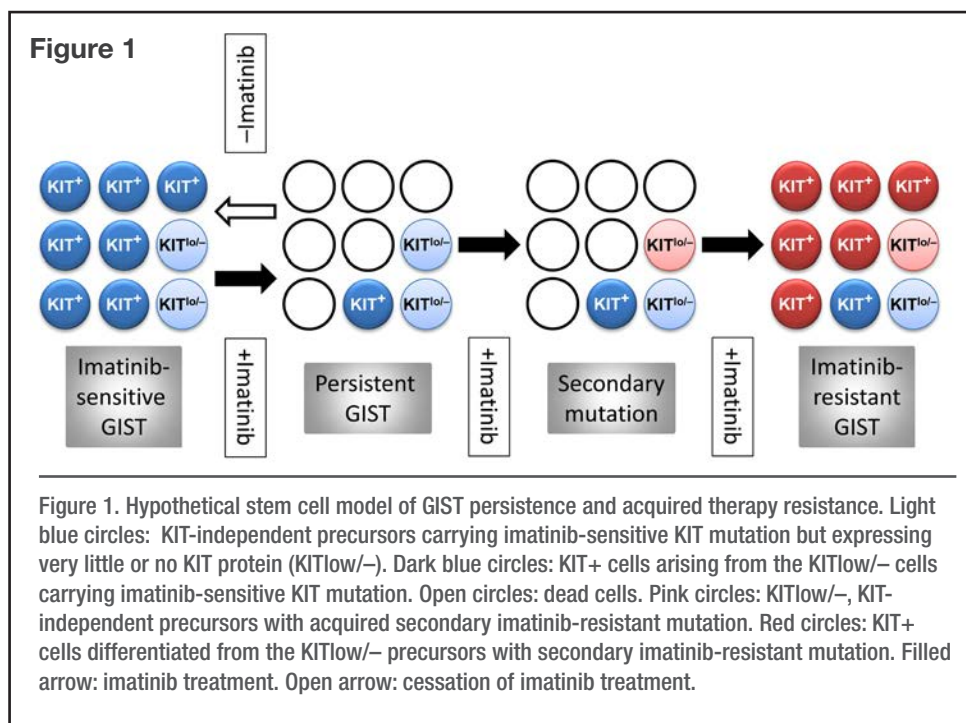 Figure 1
–Imatinib
KIT⁺ KIT⁺ KIT⁺
KIT⁺ KIT⁺ KITˡᵒ/⁻
KIT⁺ KIT⁺ KITˡᵒ/⁻
KITˡᵒ/⁻
KIT⁺ KITˡᵒ/⁻
KITˡᵒ/⁻
KIT⁺ KITˡᵒ/⁻
KIT⁺ KIT⁺ KIT⁺
KIT⁺ KIT⁺ KITˡᵒ/⁻
KIT⁺ KIT⁺ KITˡᵒ/⁻
Imatinib-
sensitive
GIST
+Imatinib
Persistent
GIST
+Imatinib
Secondary
mutation
+Imatinib
Imatinib-
resistant
GIST
Figure 1. Hypothetical stem cell model of GIST persistence and acquired therapy resistance. Light
blue circles: KIT-independent precursors carrying imatinib-sensitive KIT mutation but expressing
very little or no KIT protein (KITlow/–). Dark blue circles: KIT+ cells arising from the KITlow/– cells
carrying imatinib-sensitive KIT mutation. Open circles: dead cells. Pink circles: KITlow/–, KIT-
independent precursors with acquired secondary imatinib-resistant mutation. Red circles: KIT+
cells differentiated from the KITlow/– precursors with secondary imatinib-resistant mutation. Filled
arrow: imatinib treatment. Open arrow: cessation of imatinib treatment.